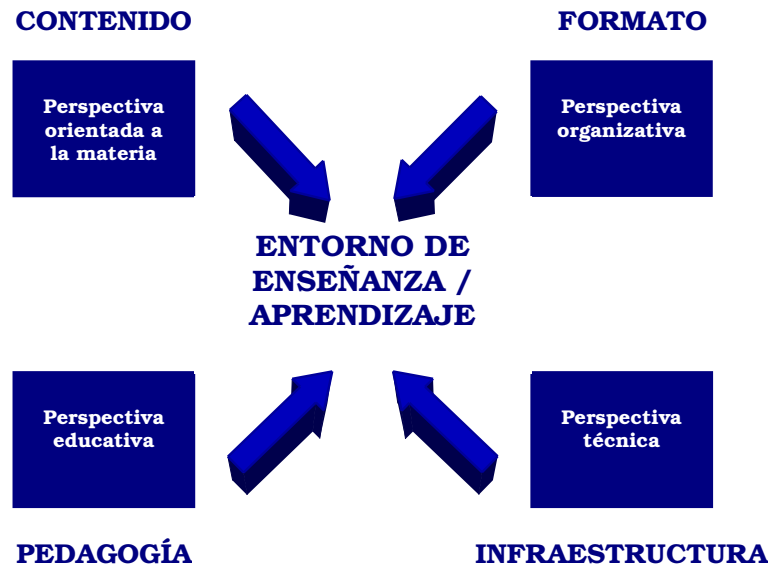 CONTENIDO
FORMATO
Perspectiva
orientada a
la materia
Perspectiva
organizativa
ENTORNO DE
ENSEÑANZA /
APRENDIZAJE
Perspectiva
educativa
Perspectiva
técnica
PEDAGOGÍA
INFRAESTRUCTURA